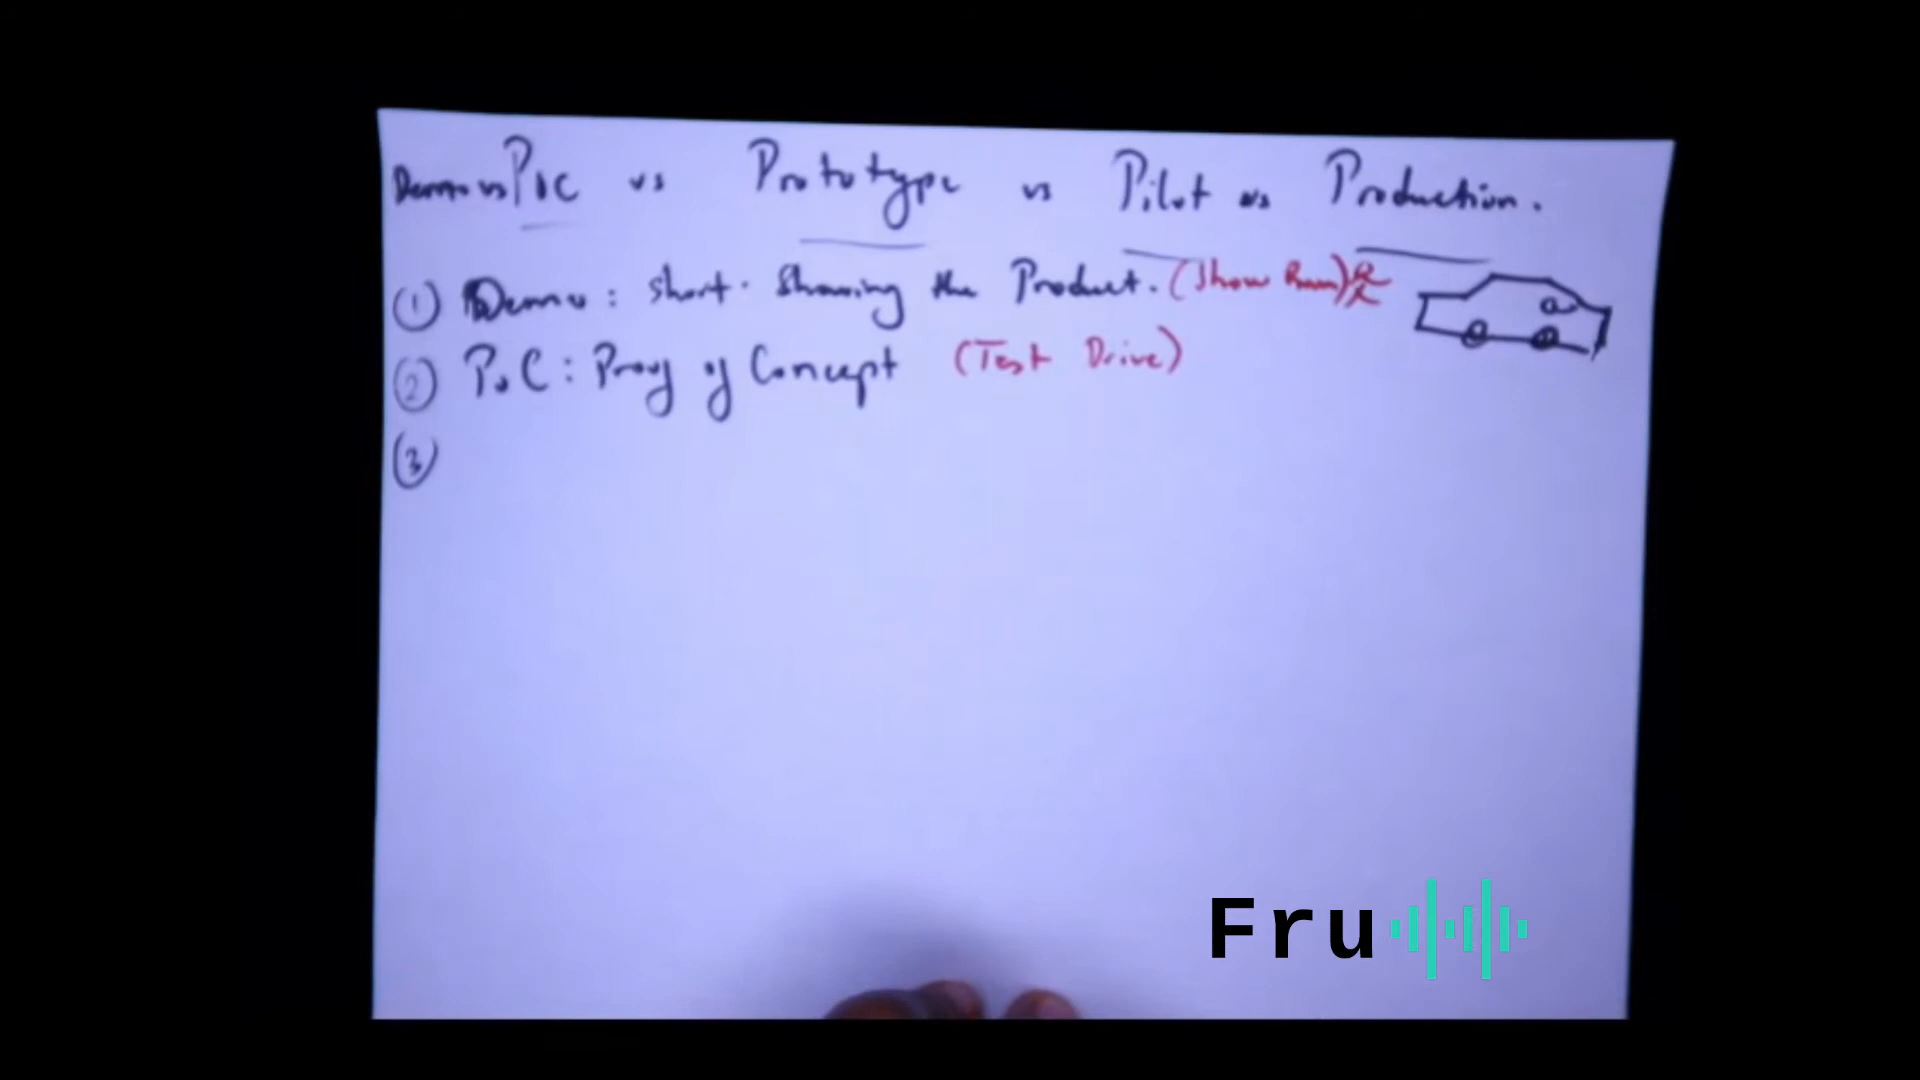 Demo vs PoC vs Prototype vs Pilot vs Production.
① Demo : short. Showing the Product. (Show Room)
② PoC : Proof of Concept (Test Drive)
③
Fru